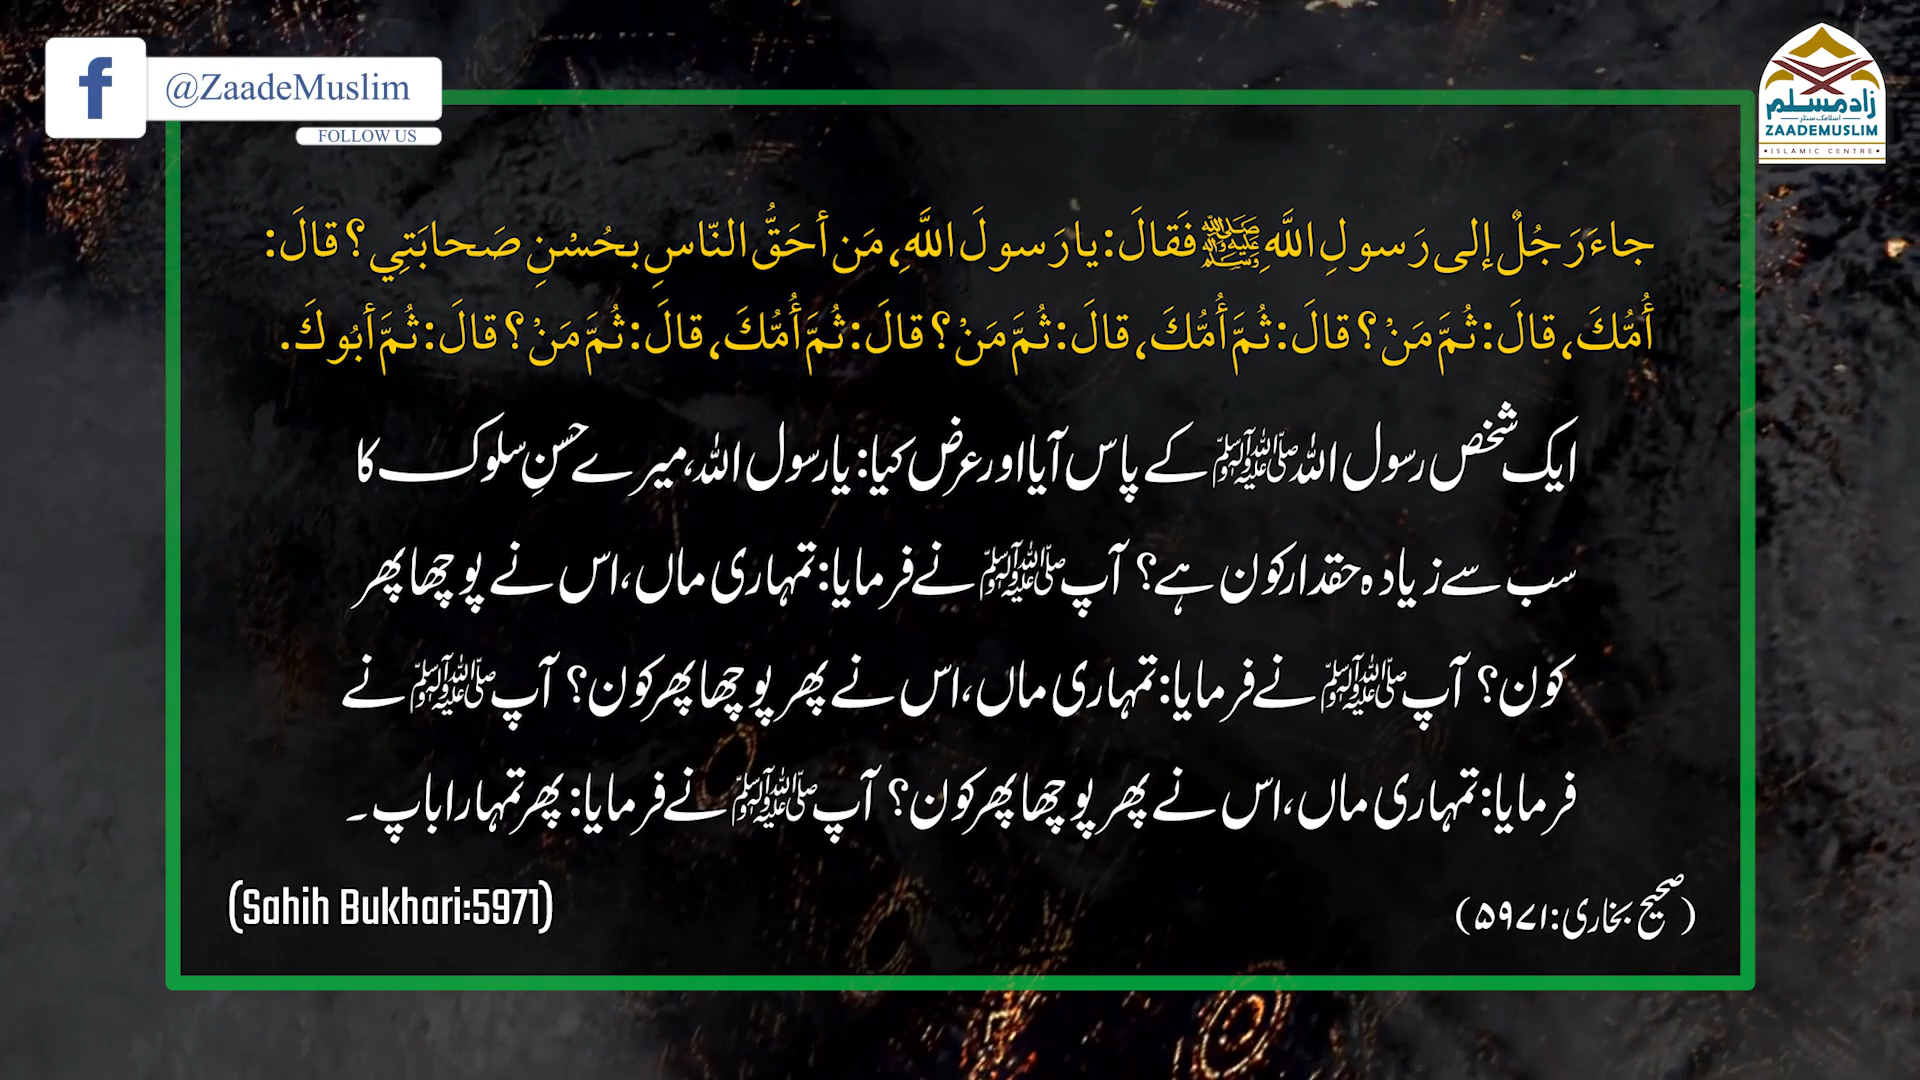 @ZaadeMuslim
FOLLOW US
زاد مسلم
اسلامک سنٹر
ZAADEMUSLIM
• ISLAMIC CENTRE •
جاءَ رَجُلٌ إلى رَسولِ اللَّهِ ﷺ فَقالَ: يا رَسولَ اللَّهِ، مَن أحَقُّ النّاسِ بحُسْنِ صَحابَتِي؟ قالَ:
أُمُّكَ، قالَ: ثُمَّ مَنْ؟ قالَ: ثُمَّ أُمُّكَ، قالَ: ثُمَّ مَنْ؟ قالَ: ثُمَّ أُمُّكَ، قالَ: ثُمَّ مَنْ؟ قالَ: ثُمَّ أبُوكَ.
ایک شخص رسول اللہ ﷺ کے پاس آیا اور عرض کیا: یا رسول اللہ، میرے حسنِ سلوک کا
سب سے زیادہ حقدار کون ہے؟ آپ ﷺ نے فرمایا: تمہاری ماں، اس نے پوچھا پھر
کون؟ آپ ﷺ نے فرمایا: تمہاری ماں، اس نے پھر پوچھا پھر کون؟ آپ ﷺ نے
فرمایا: تمہاری ماں، اس نے پھر پوچھا پھر کون؟ آپ ﷺ نے فرمایا: پھر تمہارا باپ۔
(صحیح بخاری: ۵۹۷۱)
(Sahih Bukhari:5971)